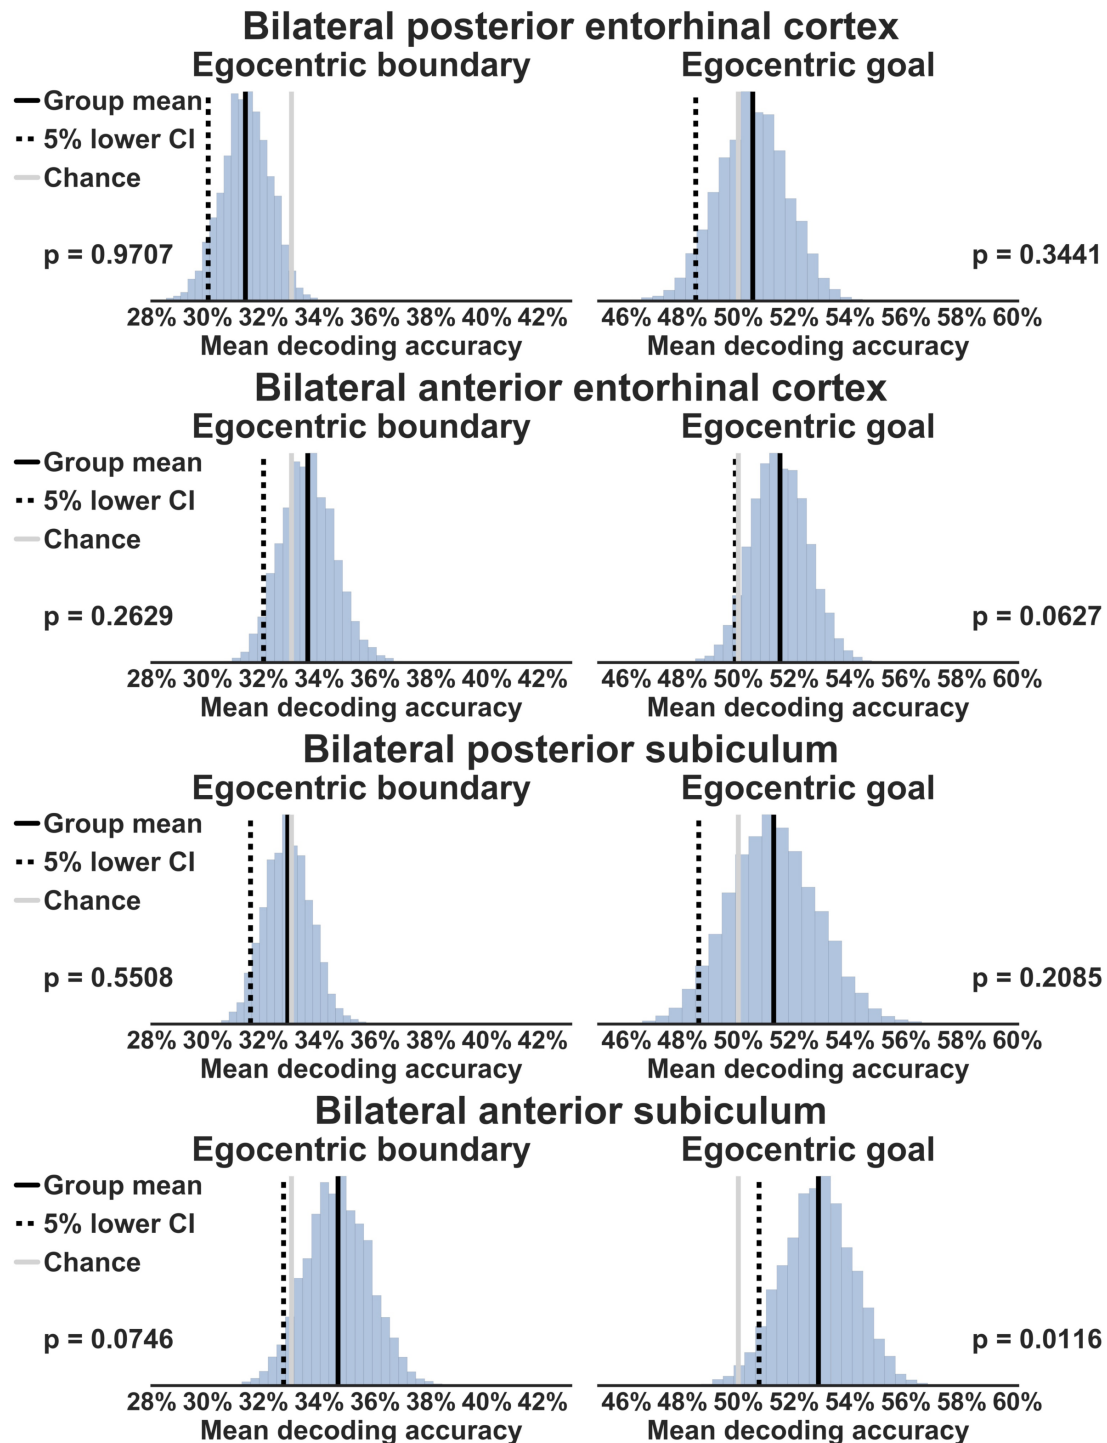 Bilateral posterior entorhinal cortex
Egocentric boundary Egocentric goal
Group mean
5% lower CI
Chance
p = 0.9707 p = 0.3441
28% 30% 32% 34% 36% 38% 40% 42% 46% 48% 50% 52% 54% 56% 58% 60%
Mean decoding accuracy Mean decoding accuracy
Bilateral anterior entorhinal cortex
Egocentric boundary Egocentric goal
Group mean
5% lower CI
Chance
p = 0.2629 p = 0.0627
28% 30% 32% 34% 36% 38% 40% 42% 46% 48% 50% 52% 54% 56% 58% 60%
Mean decoding accuracy Mean decoding accuracy
Bilateral posterior subiculum
Egocentric boundary Egocentric goal
Group mean
5% lower CI
Chance
p = 0.5508 p = 0.2085
28% 30% 32% 34% 36% 38% 40% 42% 46% 48% 50% 52% 54% 56% 58% 60%
Mean decoding accuracy Mean decoding accuracy
Bilateral anterior subiculum
Egocentric boundary Egocentric goal
Group mean
5% lower CI
Chance
p = 0.0746 p = 0.0116
28% 30% 32% 34% 36% 38% 40% 42% 46% 48% 50% 52% 54% 56% 58% 60%
Mean decoding accuracy Mean decoding accuracy